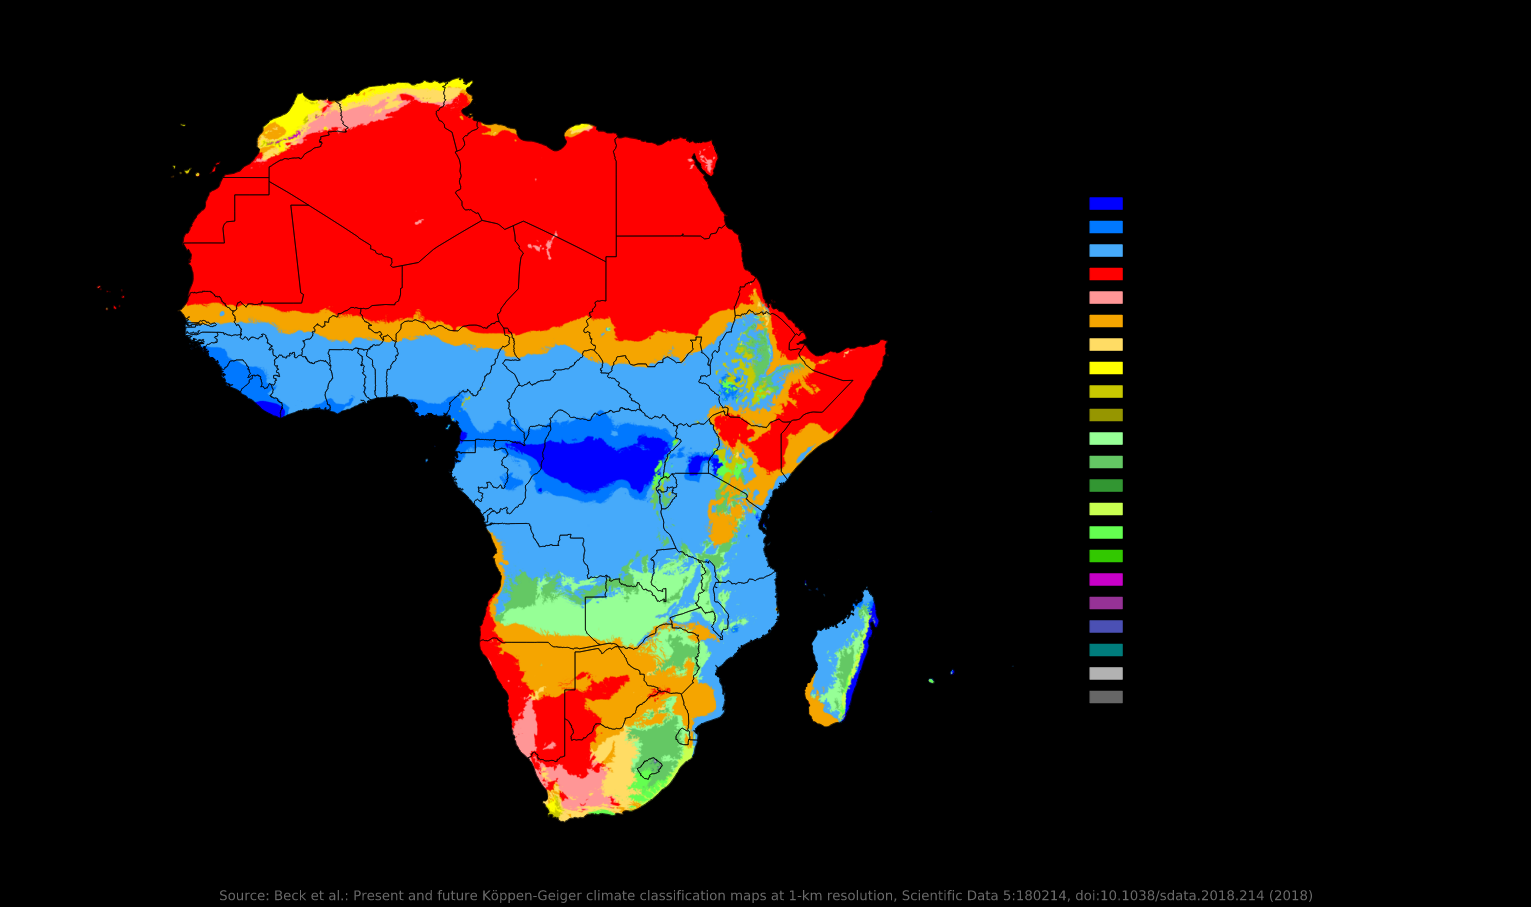 Source: Beck et al.: Present and future Köppen-Geiger climate classification maps at 1-km resolution, Scientific Data 5:180214, doi:10.1038/sdata.2018.214 (2018)